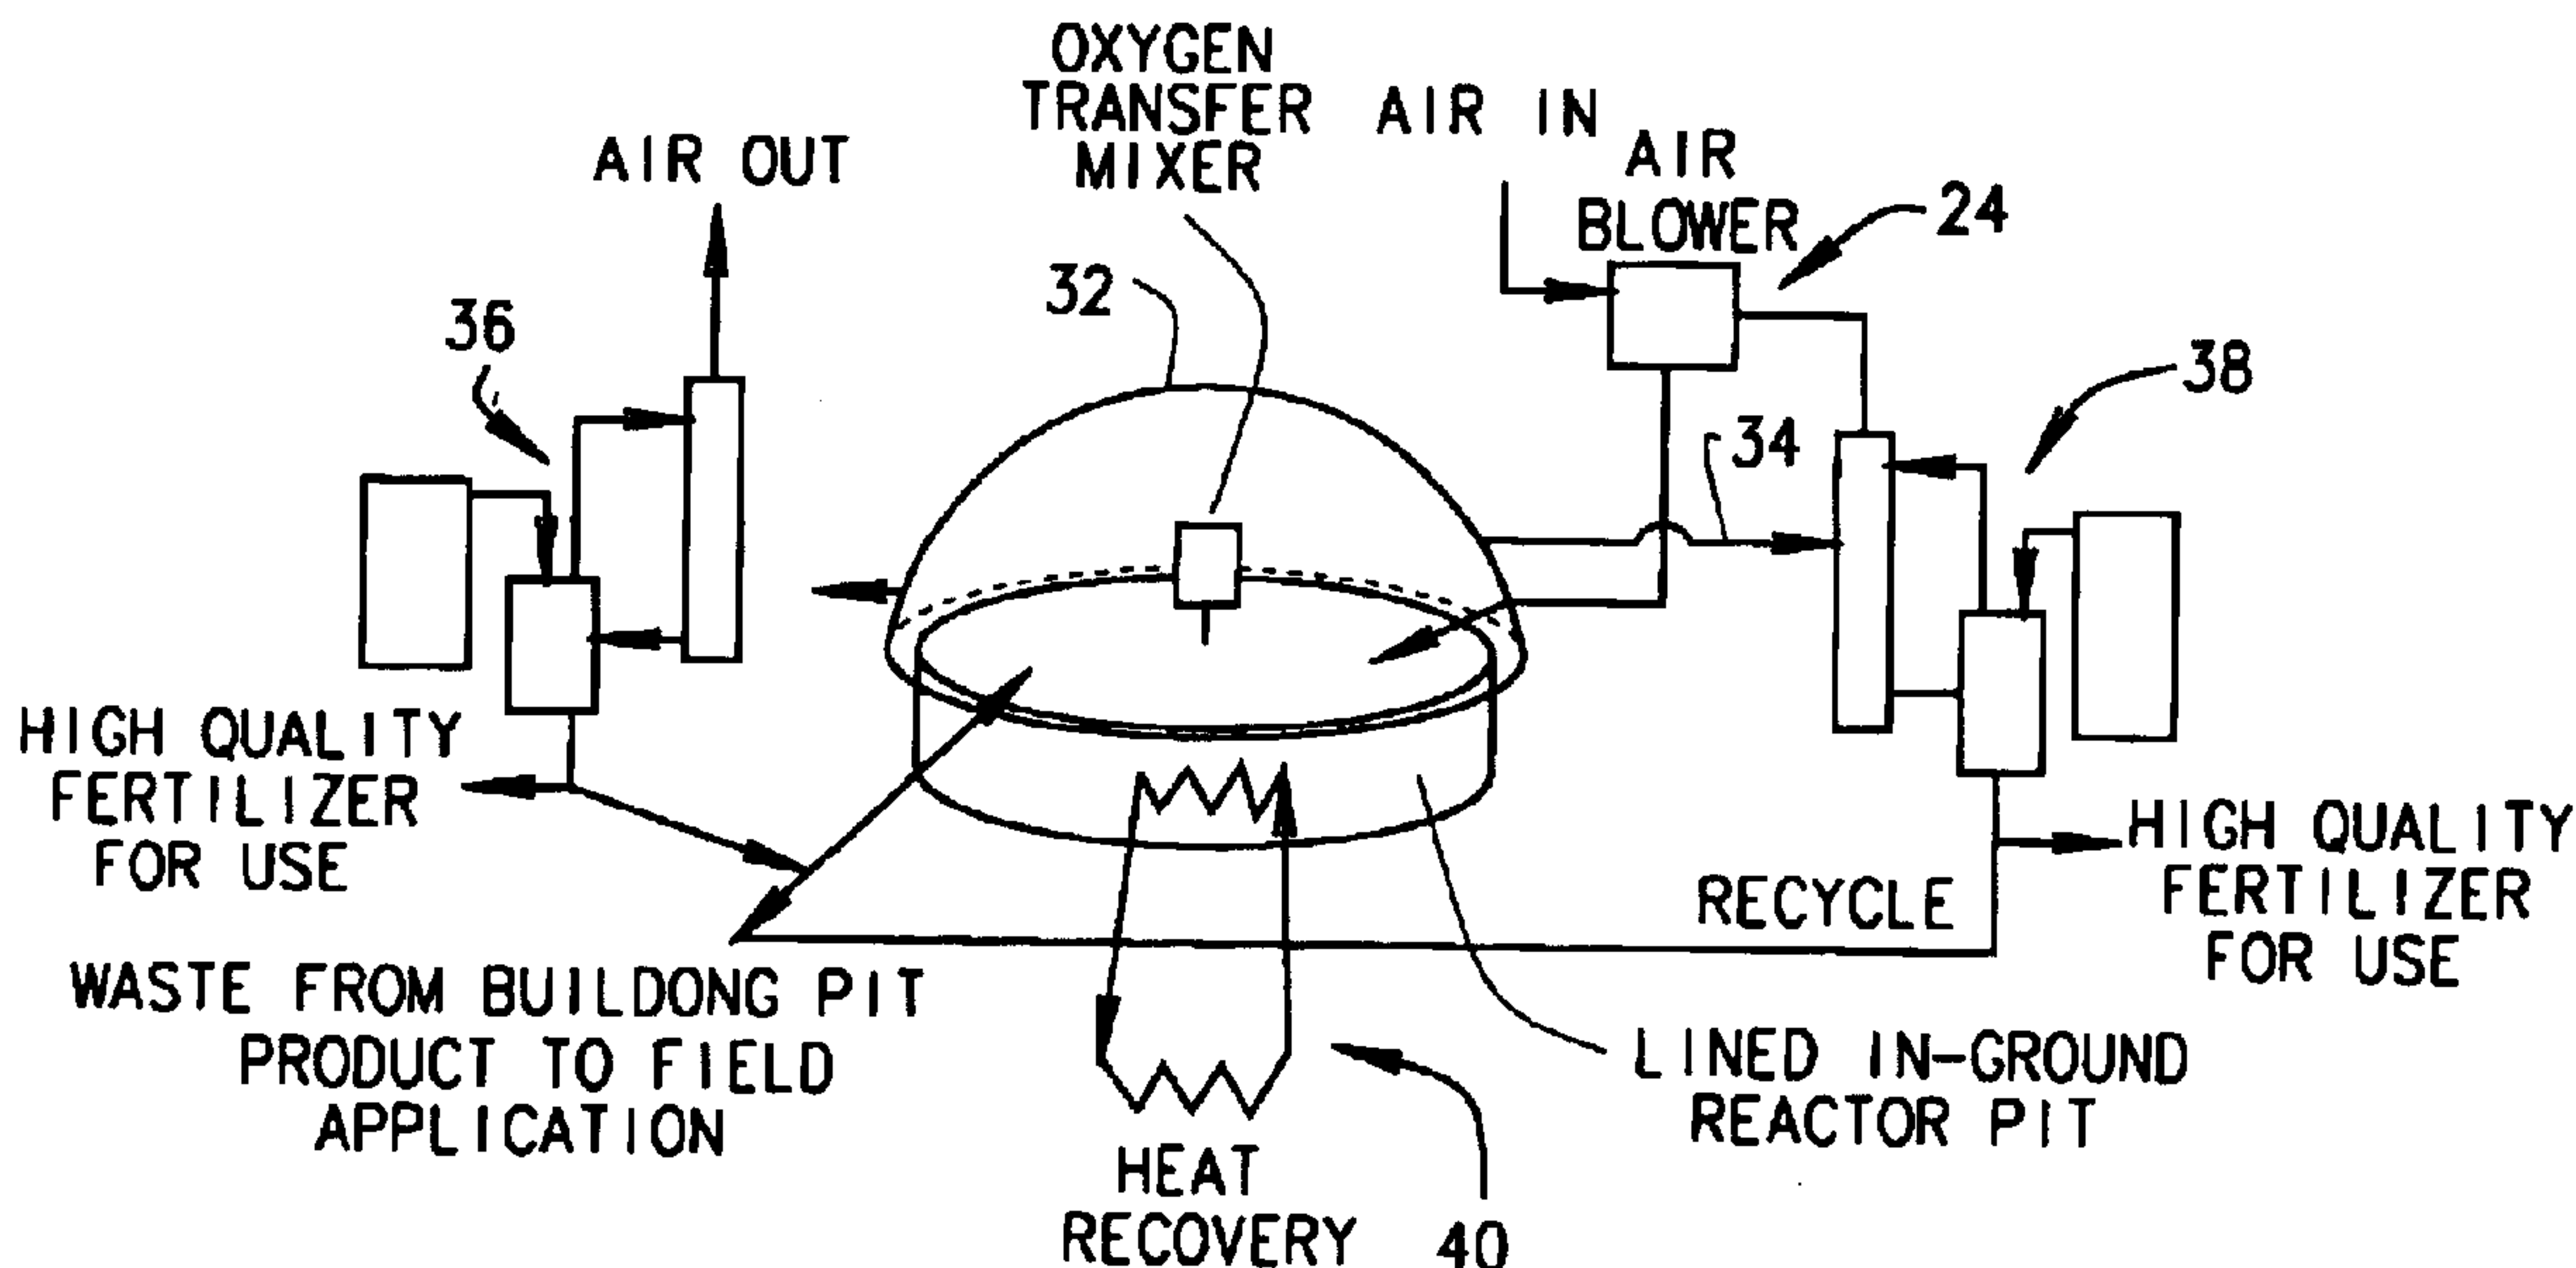 OXYGEN
TRANSFER
MIXER
AIR IN
AIR
BLOWER
24
AIR OUT
32
36
38
34
HIGH QUALITY
FERTILIZER
FOR USE
HIGH QUALITY
FERTILIZER
FOR USE
RECYCLE
WASTE FROM BUILDONG PIT
PRODUCT TO FIELD
APPLICATION
LINED IN-GROUND
REACTOR PIT
HEAT
RECOVERY
40